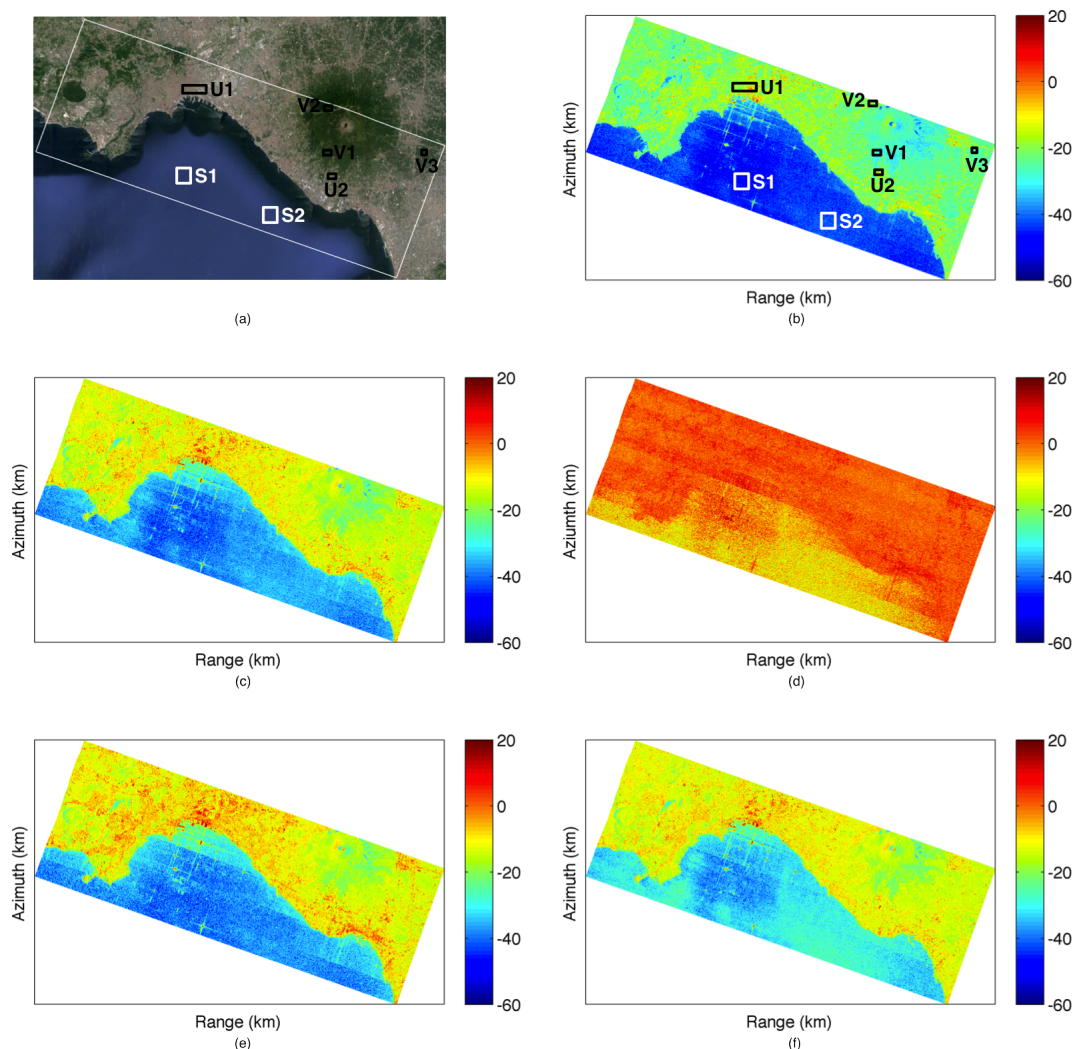 U1
V2
V1
V3
U2
S1
S2
(a)
Azimuth (km)
U1
V2
V1
V3
U2
S1
S2
20
0
-20
-40
-60
Range (km)
(b)
Azimuth (km)
20
0
-20
-40
-60
Range (km)
(c)
Aziumth (km)
20
0
-20
-40
-60
Range (km)
(d)
Azimuth (km)
20
0
-20
-40
-60
Range (km)
(e)
Azimuth (km)
20
0
-20
-40
-60
Range (km)
(f)